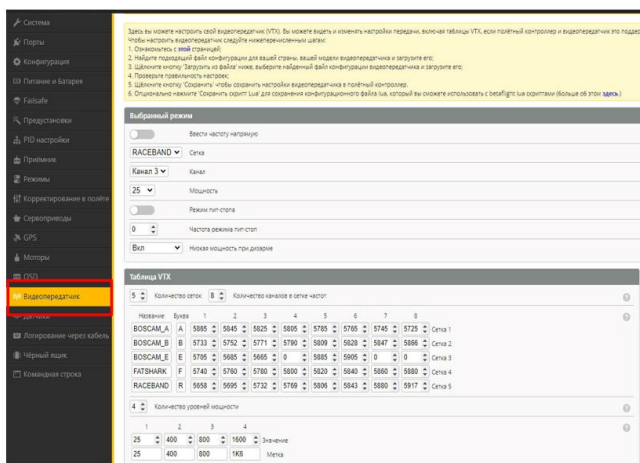 Система
Порты
Конфигурация
Питание и Батарея
Failsafe
Предустановки
PID настройки
Приёмник
Режимы
Корректирование в полёте
Сервоприводы
GPS
Моторы
OSD
Видеопередатчик
Датчики
Логирование через кабель
Чёрный ящик
Командная строка
Здесь вы можете настроить свой видеопередатчик (VTX). Вы можете видеть и изменять настройки передачи, включая таблицы VTX, если полётный контроллер и видеопередатчик это поддер
Чтобы настроить видеопередатчик следуйте нижеперечисленным шагам:
1. Ознакомьтесь с этой страницей;
2. Найдите подходящий файл конфигурации для вашей страны, вашей модели видеопередатчика и загрузите его;
3. Щёлкните кнопку 'Загрузить из файла' ниже, выберите найденный файл конфигурации видеопередатчика и загрузите его;
4. Проверьте правильность настроек;
5. Щёлкните кнопку 'Сохранить' чтобы сохранить настройки видеопередатчика в полётный контроллер.
6. Опционально нажмите 'Сохранить скрипт Lua' для сохранения конфигурационного файла lua, который вы сможете использовать с betaflight lua скриптами (больше об этом здесь.)
Выбранный режим
Ввести частоту напрямую
RACEBAND Сетка
Канал 3 Канал
25 Мощность
Режим пит-стопа
0 Частота режима пит-стоп
Вкл Низкая мощность при дизарме
Таблица VTX
5 Количество сеток 8 Количество каналов в сетке частот
Название Буква 1 2 3 4 5 6 7 8
BOSCAM_A A 5865 5845 5825 5805 5785 5765 5745 5725 Сетка 1
BOSCAM_B B 5733 5752 5771 5790 5809 5828 5847 5866 Сетка 2
BOSCAM_E E 5705 5685 5665 0 5885 5905 0 0 Сетка 3
FATSHARK F 5740 5760 5780 5800 5820 5840 5860 5880 Сетка 4
RACEBAND R 5658 5695 5732 5769 5806 5843 5880 5917 Сетка 5
4 Количество уровней мощности
1 2 3 4
25 400 800 1600 Значение
25 400 800 1K6 Метка